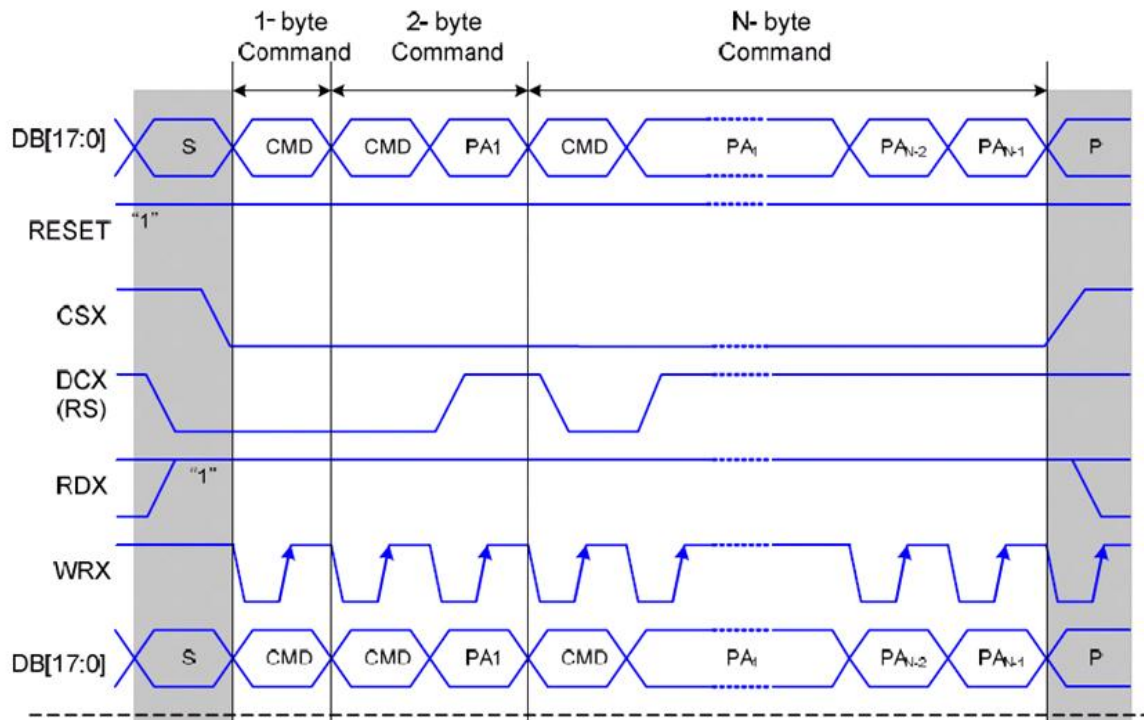 1- byte Command
2- byte Command
N- byte Command
DB[17:0] S CMD CMD PA1 CMD PA1 PAN-2 PAN-1 P
RESET "1"
CSX
DCX
(RS)
RDX "1"
WRX
DB[17:0] S CMD CMD PA1 CMD PA1 PAN-2 PAN-1 P